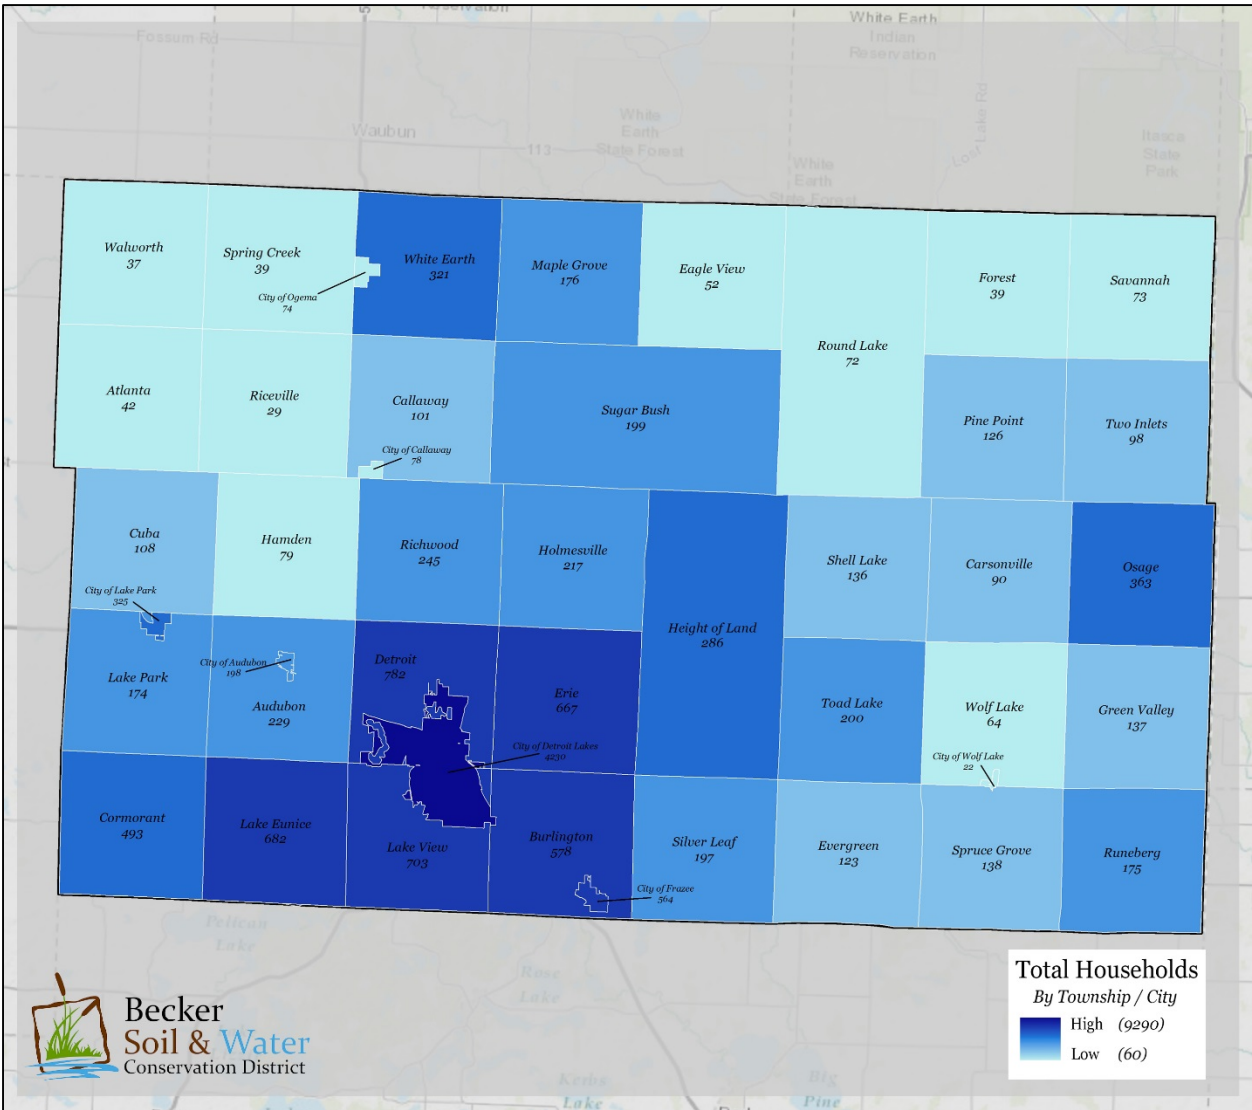 White Earth
Indian
Reservation
Fossum Rd
White
Earth
State Forest
Waubun
113
White
Earth
State Forest
Lost Lake Rd
Itasca
State
Park
Walworth
37
Spring Creek
39
City of Ogema
74
White Earth
321
Maple Grove
176
Eagle View
52
Round Lake
72
Forest
39
Savannah
73
Atlanta
42
Riceville
29
Callaway
101
City of Callaway
78
Sugar Bush
199
Pine Point
126
Two Inlets
98
Cuba
108
Hamden
79
Richwood
245
Holmesville
217
Height of Land
286
Shell Lake
136
Carsonville
90
Osage
363
City of Lake Park
325
Lake Park
174
City of Audubon
198
Audubon
229
Detroit
782
Erie
667
City of Detroit Lakes
4230
Toad Lake
200
Wolf Lake
64
City of Wolf Lake
22
Green Valley
137
Cormorant
493
Lake Eunice
682
Lake View
703
Burlington
578
City of Frazee
564
Silver Leaf
197
Evergreen
123
Spruce Grove
138
Runeberg
175
Pelican
Lake
Rose
Lake
Lake
Big
Pine
Becker
Soil & Water
Conservation District
Total Households
By Township / City
High (9290)
Low (60)